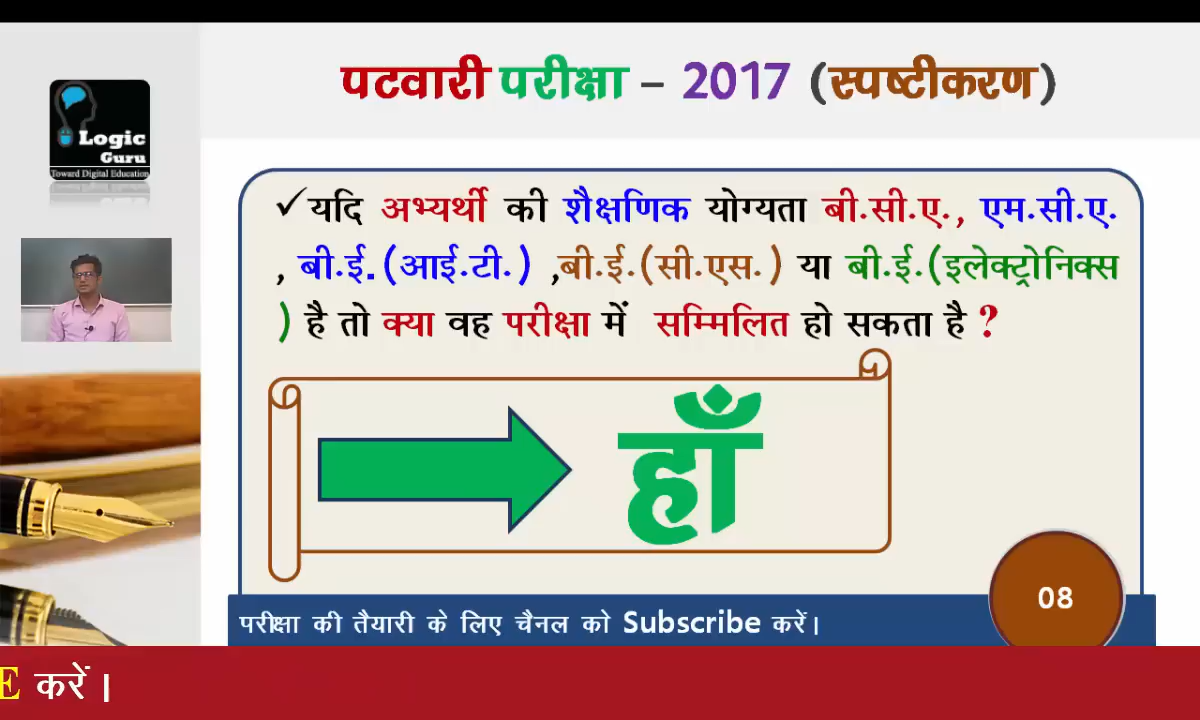 पटवारी परीक्षा – 2017 (स्पष्टीकरण)
Logic
Guru
Toward Digital Education
✓यदि अभ्यर्थी की शैक्षणिक योग्यता बी.सी.ए., एम.सी.ए.
, बी.ई.(आई.टी.) ,बी.ई.(सी.एस.) या बी.ई.(इलेक्ट्रोनिक्स
) है तो क्या वह परीक्षा में सम्मिलित हो सकता है ?
हाँ
08
परीक्षा की तैयारी के लिए चैनल को Subscribe करें।
E करें।